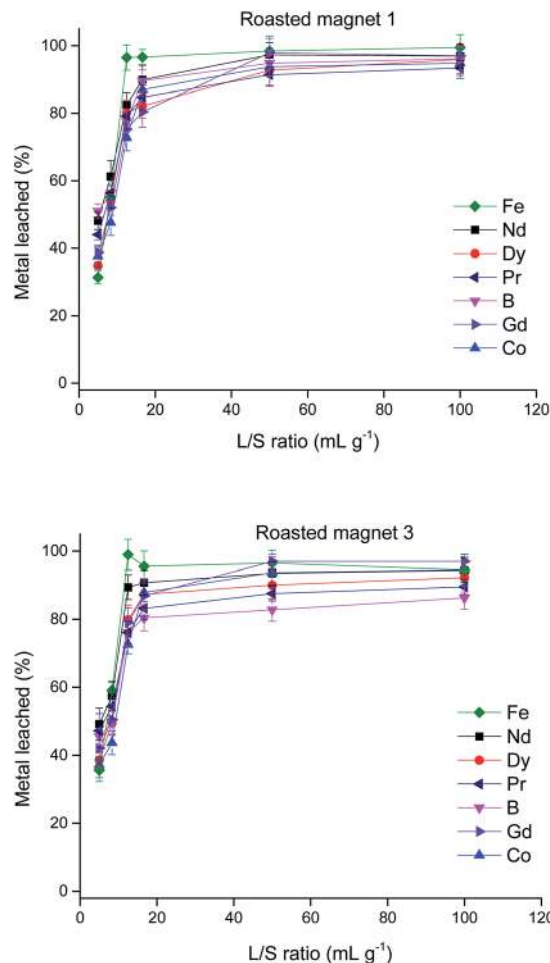 Roasted magnet 1
100
80
60
40
20
0
Metal leached (%)
Fe
Nd
Dy
Pr
B
Gd
Co
0 20 40 60 80 100 120
L/S ratio (mL g⁻¹)
Roasted magnet 3
100
80
60
40
20
0
Metal leached (%)
Fe
Nd
Dy
Pr
B
Gd
Co
0 20 40 60 80 100 120
L/S ratio (mL g⁻¹)